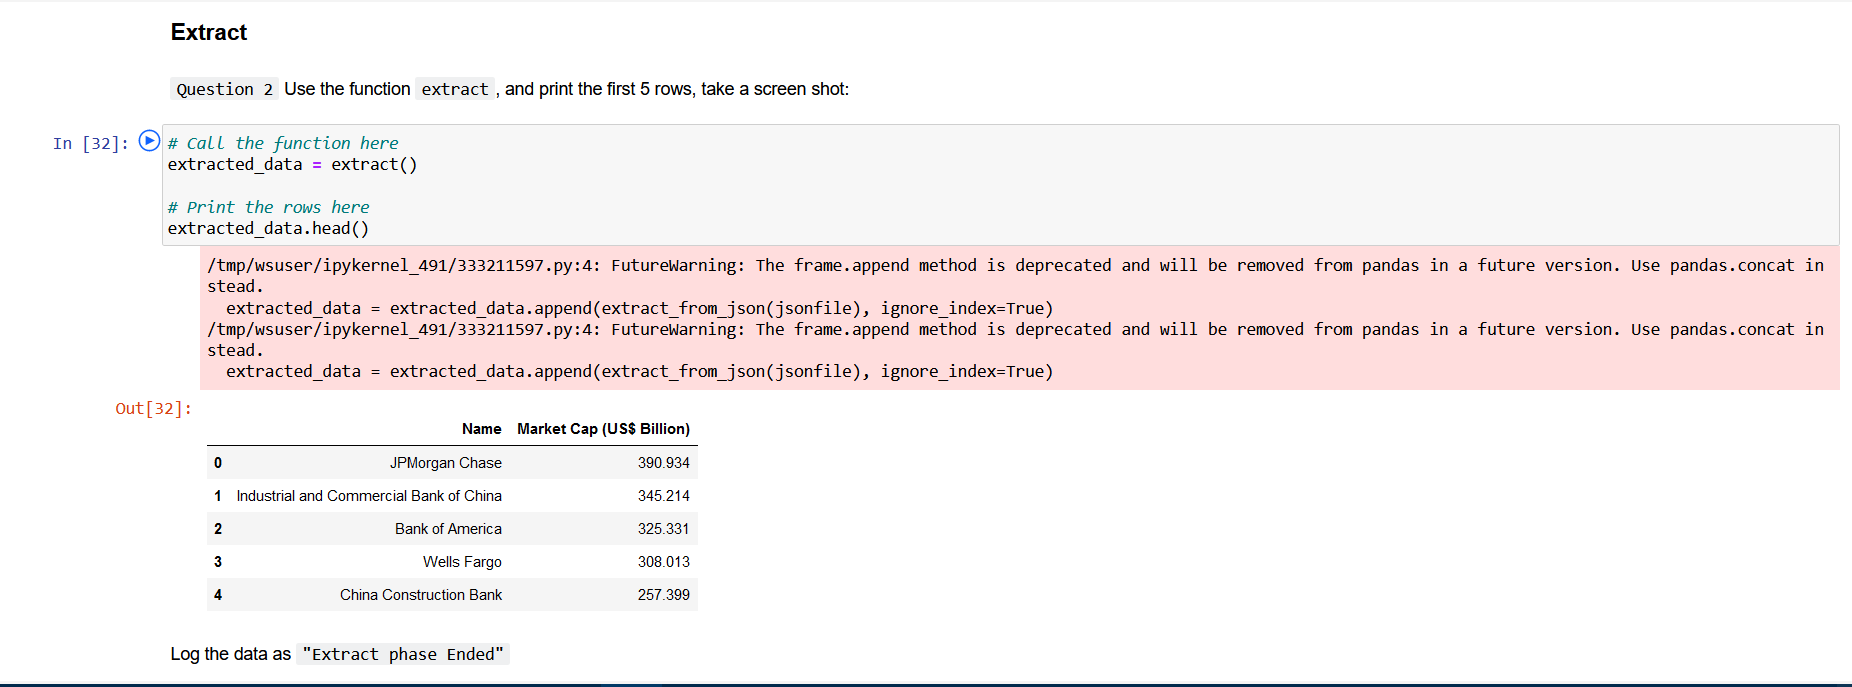 Extract
Question 2 Use the function extract , and print the first 5 rows, take a screen shot:
In [32]:
# Call the function here
extracted_data = extract()
# Print the rows here
extracted_data.head()
/tmp/wsuser/ipykernel_491/333211597.py:4: FutureWarning: The frame.append method is deprecated and will be removed from pandas in a future version. Use pandas.concat in
stead.
extracted_data = extracted_data.append(extract_from_json(jsonfile), ignore_index=True)
/tmp/wsuser/ipykernel_491/333211597.py:4: FutureWarning: The frame.append method is deprecated and will be removed from pandas in a future version. Use pandas.concat in
stead.
extracted_data = extracted_data.append(extract_from_json(jsonfile), ignore_index=True)
Out[32]:
Name Market Cap (US$ Billion)
0 JPMorgan Chase 390.934
1 Industrial and Commercial Bank of China 345.214
2 Bank of America 325.331
3 Wells Fargo 308.013
4 China Construction Bank 257.399
Log the data as "Extract phase Ended"